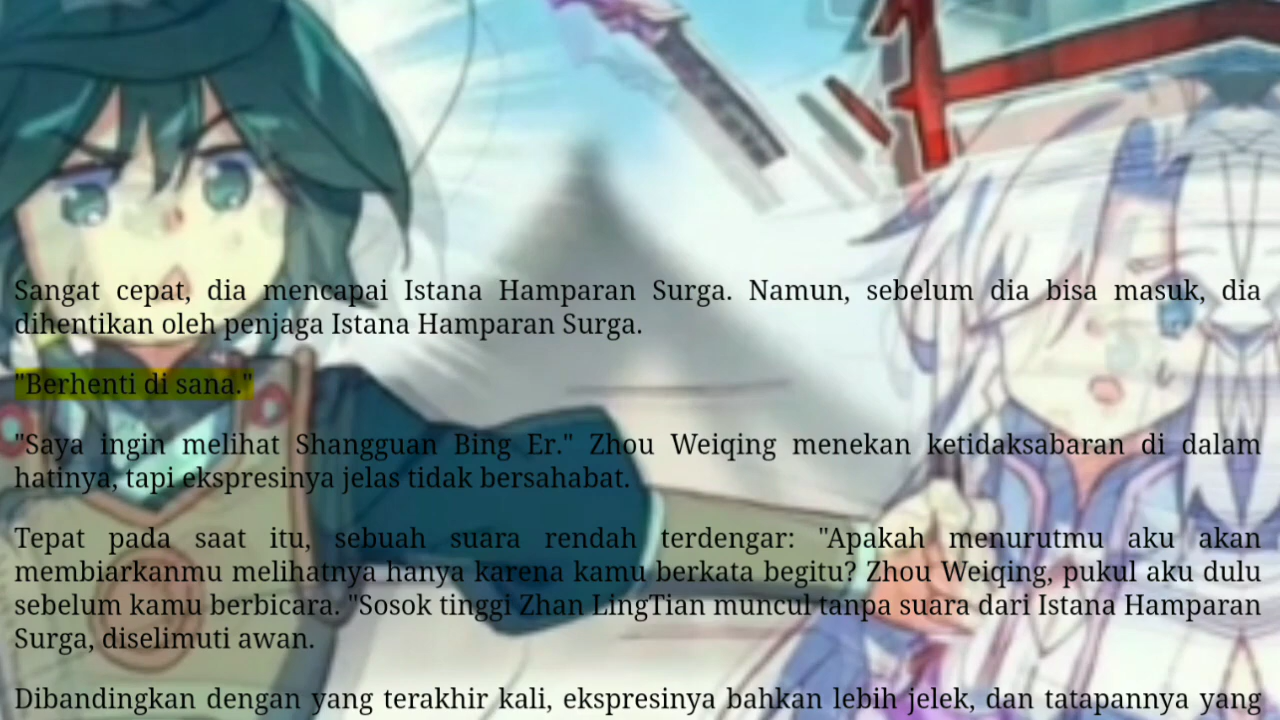 Sangat cepat, dia mencapai Istana Hamparan Surga. Namun, sebelum dia bisa masuk, dia
dihentikan oleh penjaga Istana Hamparan Surga.
"Berhenti di sana."
"Saya ingin melihat Shangguan Bing Er." Zhou Weiqing menekan ketidaksabaran di dalam
hatinya, tapi ekspresinya jelas tidak bersahabat.
Tepat pada saat itu, sebuah suara rendah terdengar: "Apakah menurutmu aku akan
membiarkanmu melihatnya hanya karena kamu berkata begitu? Zhou Weiqing, pukul aku dulu
sebelum kamu berbicara. "Sosok tinggi Zhan LingTian muncul tanpa suara dari Istana Hamparan
Surga, diselimuti awan.
Dibandingkan dengan yang terakhir kali, ekspresinya bahkan lebih jelek, dan tatapannya yang